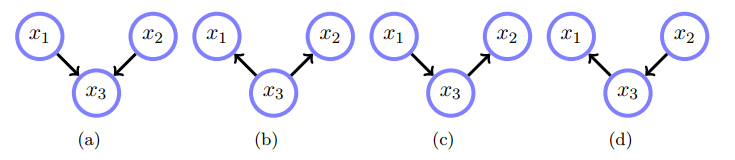 x₁ x₂ x₁ x₂ x₁ x₂ x₁ x₂
x₃ x₃ x₃ x₃
(a) (b) (c) (d)